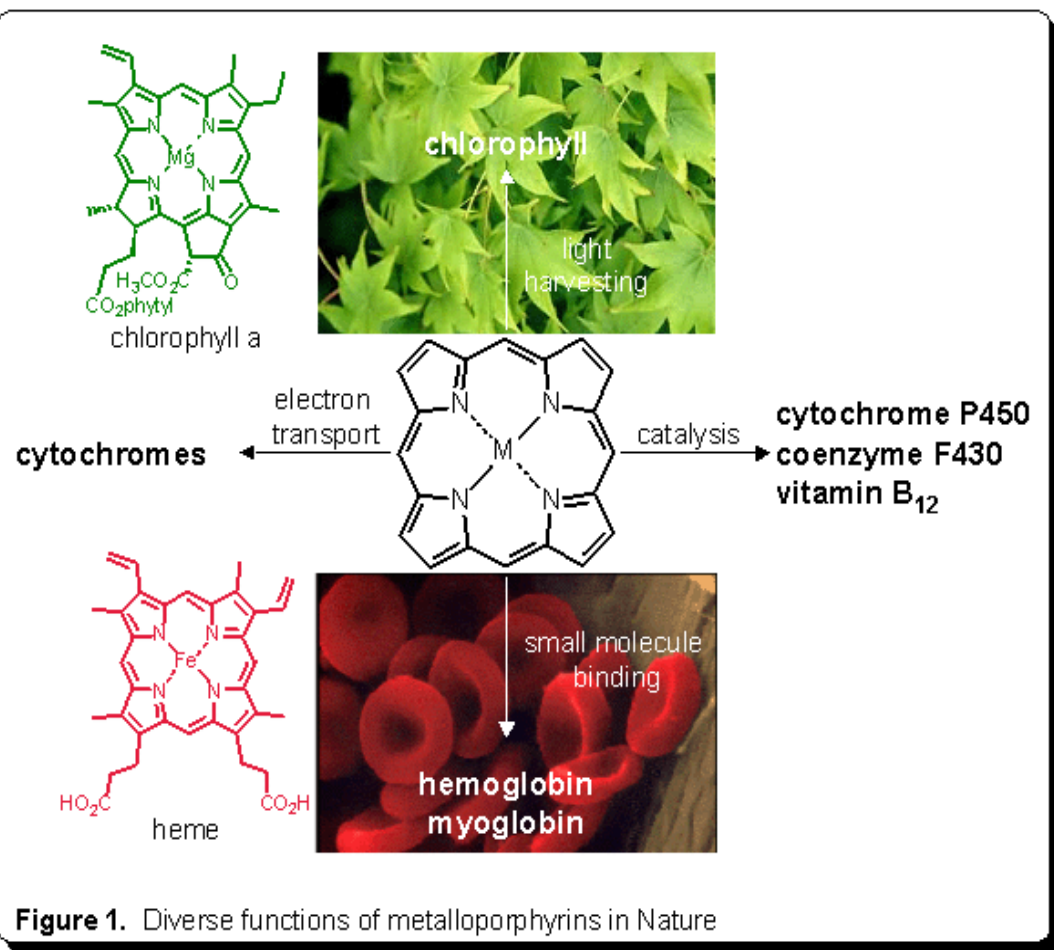 chlorophyll
light
harvesting
N
N
Mg
N
N
H₃CO₂C
O
CO₂phytyl
chlorophyll a
electron
transport
cytochromes
N
N
M
N
N
catalysis
cytochrome P450
coenzyme F430
vitamin B₁₂
N
N
Fe
N
N
HO₂C
CO₂H
heme
small molecule
binding
hemoglobin
myoglobin
Figure 1. Diverse functions of metalloporphyrins in Nature